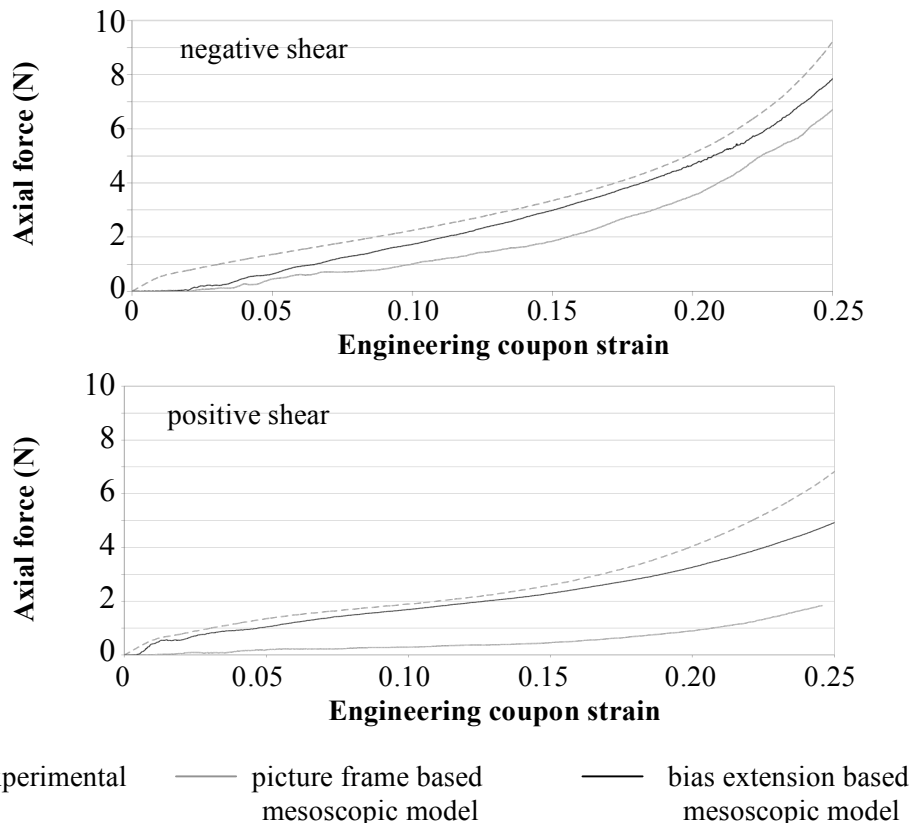 10
negative shear
8
6
4
2
0
Axial force (N)
0 0.05 0.10 0.15 0.20 0.25
Engineering coupon strain
10
positive shear
8
6
4
2
0
Axial force (N)
0 0.05 0.10 0.15 0.20 0.25
Engineering coupon strain
perimental picture frame based bias extension based
mesoscopic model mesoscopic model